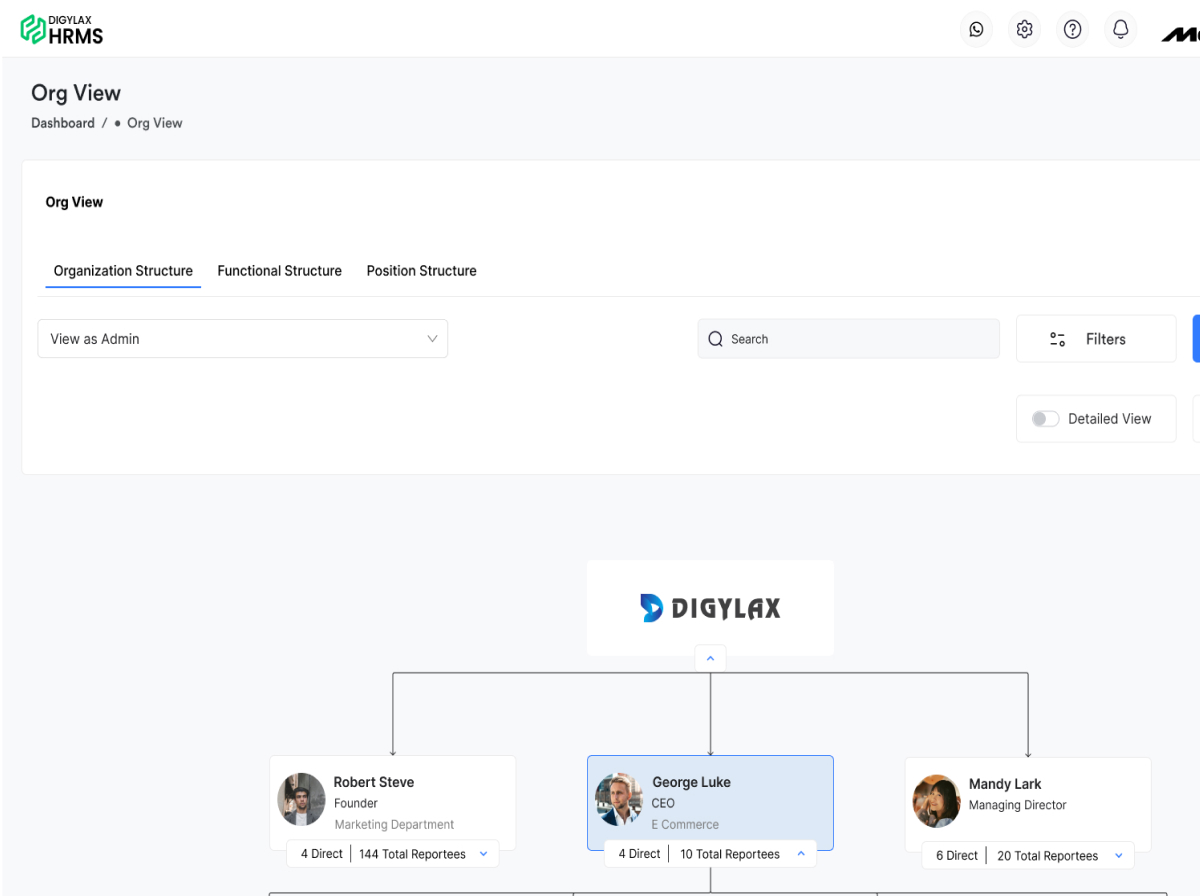 DIGYLAX
HRMS
Org View
Dashboard / • Org View
Org View
Organization Structure Functional Structure Position Structure
View as Admin Search Filters
Detailed View
DIGYLAX
Robert Steve
Founder
Marketing Department
4 Direct | 144 Total Reportees
George Luke
CEO
E Commerce
4 Direct | 10 Total Reportees
Mandy Lark
Managing Director
6 Direct | 20 Total Reportees